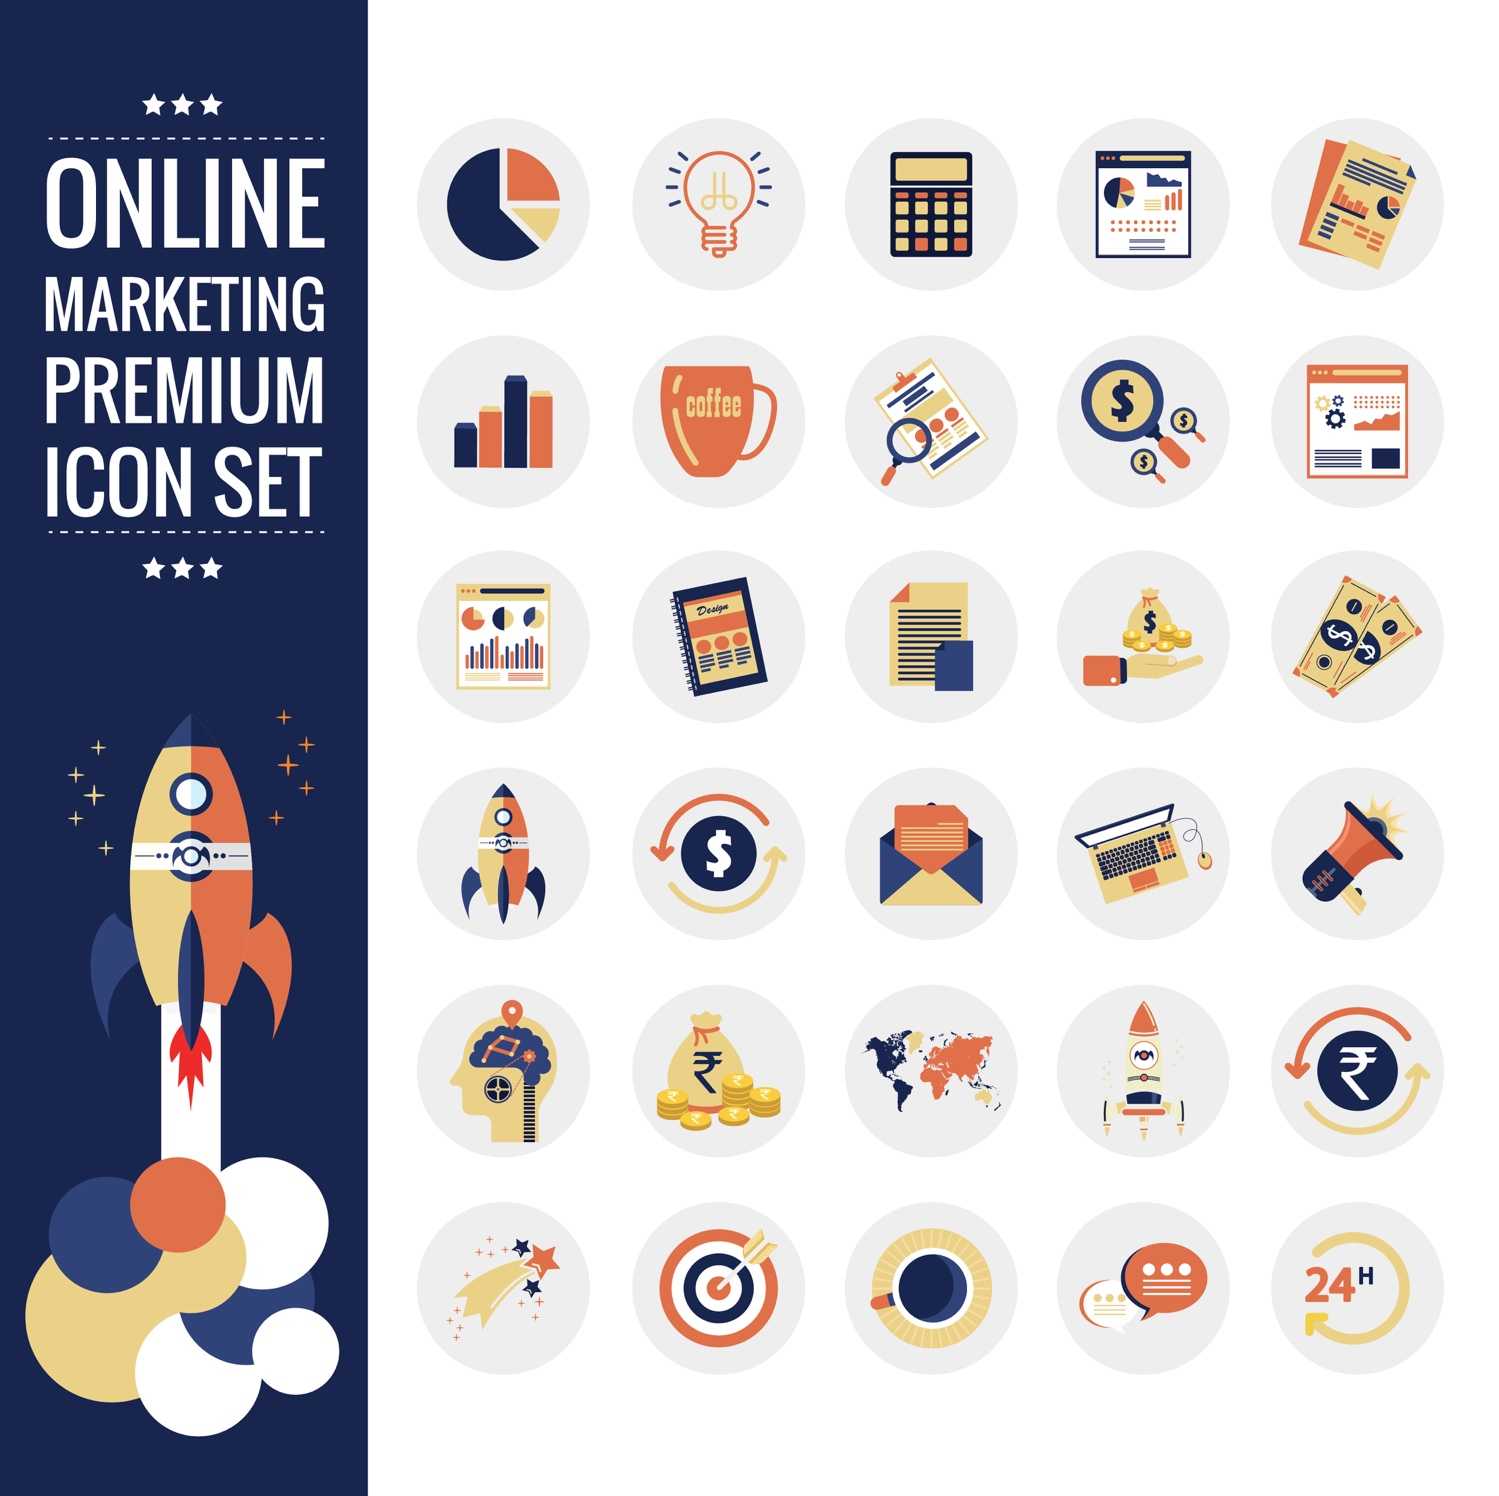 ONLINE
MARKETING
PREMIUM
ICON SET
coffee
$
$
$
Design
$
$
$
$
₹
₹
₹
₹
₹
₹
24H